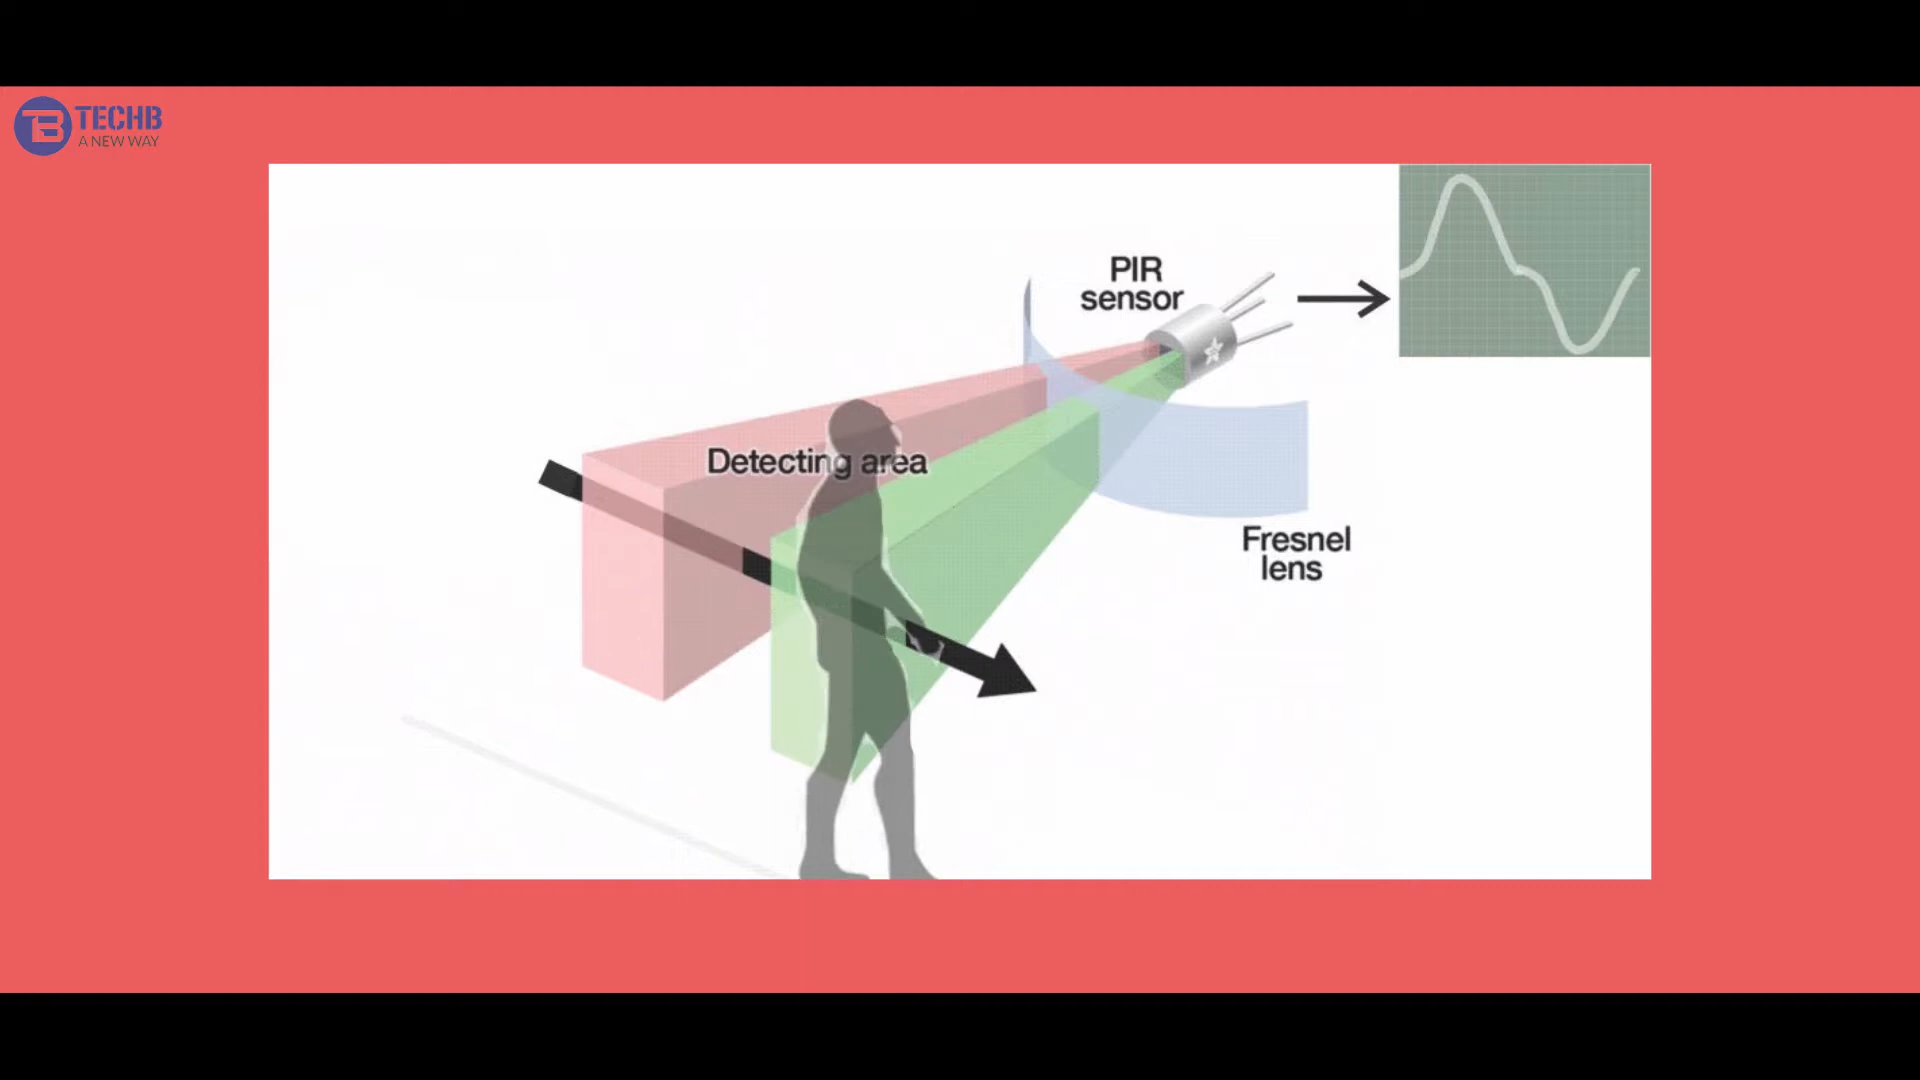 TECHB
A NEW WAY
PIR
sensor
Detecting area
Fresnel
lens